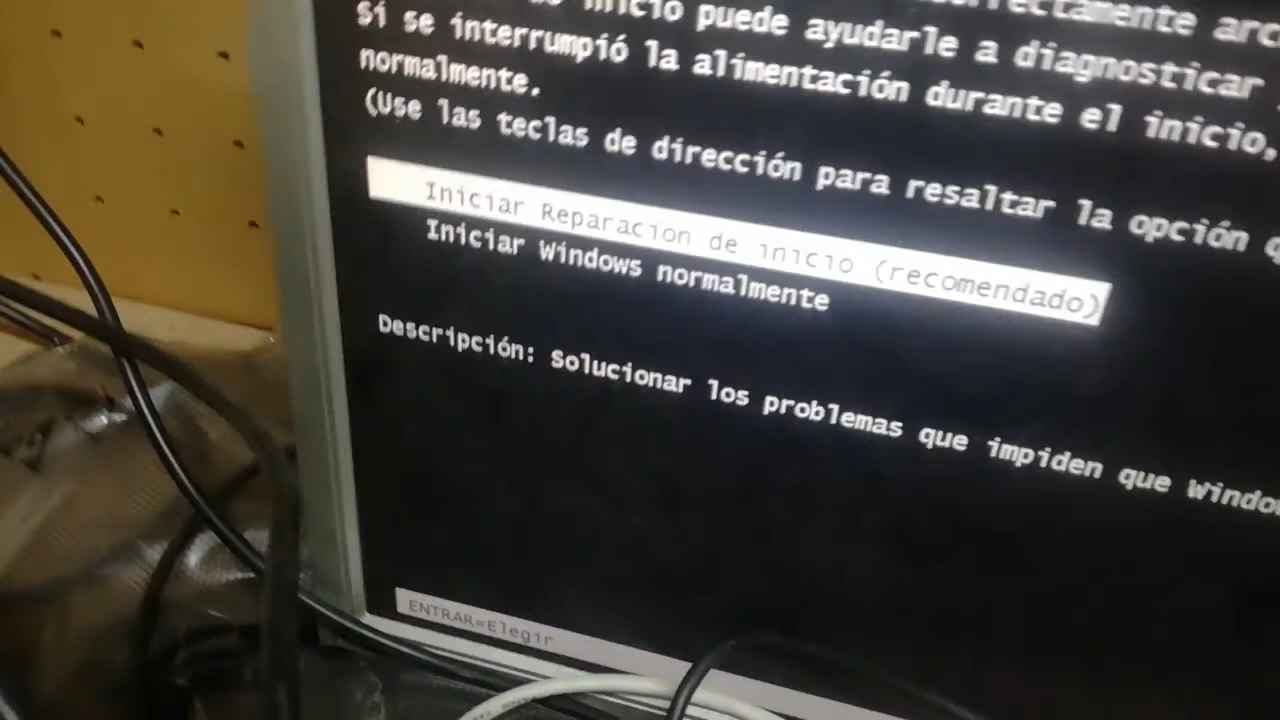 inicio puede ayudarle a diagnosticar
Si se interrumpió la alimentación durante el inicio,
normalmente.
(Use las teclas de dirección para resaltar la opción
Iniciar Reparación de inicio (recomendado)
Iniciar Windows normalmente
Descripción: Solucionar los problemas que impiden que
ENTRAR=Elegir